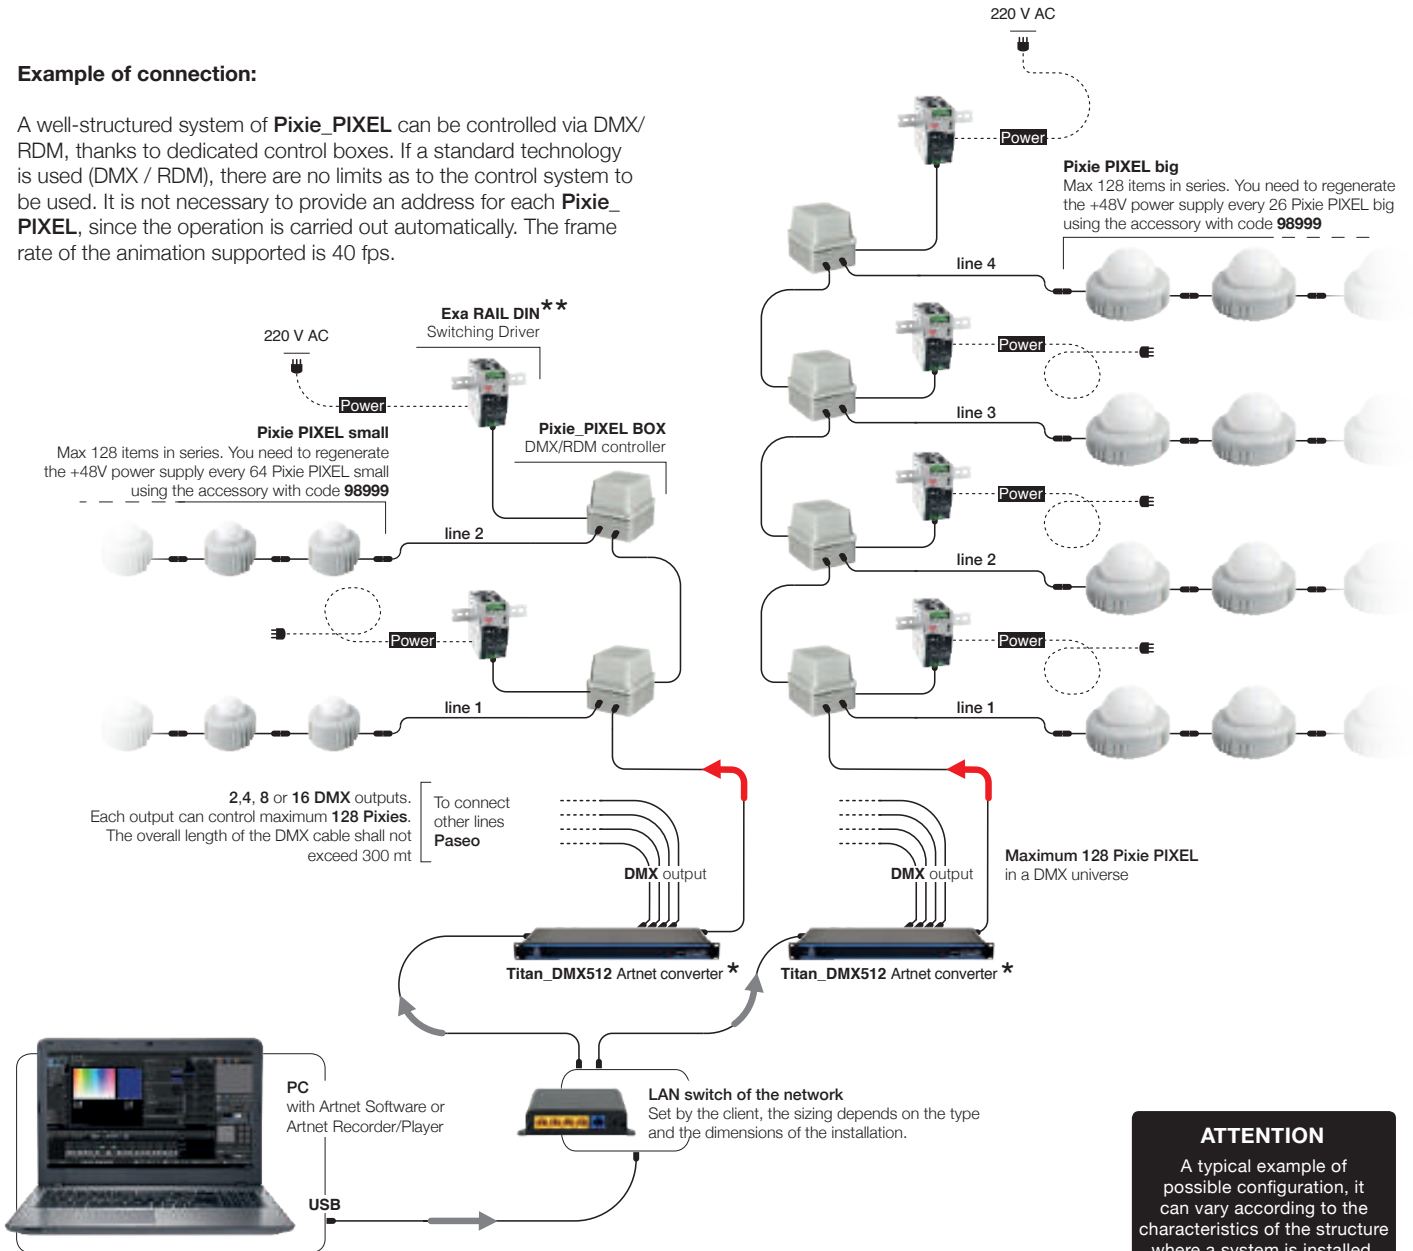 220 V AC
Example of connection:
A well-structured system of Pixie_PIXEL can be controlled via DMX/
RDM, thanks to dedicated control boxes. If a standard technology
is used (DMX / RDM), there are no limits as to the control system to
be used. It is not necessary to provide an address for each Pixie_
PIXEL, since the operation is carried out automatically. The frame
rate of the animation supported is 40 fps.
Power
Pixie PIXEL big
Max 128 items in series. You need to regenerate
the +48V power supply every 26 Pixie PIXEL big
using the accessory with code 98999
line 4
Exa RAIL DIN**
Switching Driver
220 V AC
Power
Power
Pixie PIXEL small
Max 128 items in series. You need to regenerate
the +48V power supply every 64 Pixie PIXEL small
using the accessory with code 98999
Pixie_PIXEL BOX
DMX/RDM controller
line 3
Power
line 2
line 2
Power
Power
line 1
line 1
2,4, 8 or 16 DMX outputs.
Each output can control maximum 128 Pixies.
The overall length of the DMX cable shall not
exceed 300 mt
To connect
other lines
Paseo
DMX output
DMX output
Maximum 128 Pixie PIXEL
in a DMX universe
Titan_DMX512 Artnet converter *
Titan_DMX512 Artnet converter *
PC
with Artnet Software or
Artnet Recorder/Player
USB
LAN switch of the network
Set by the client, the sizing depends on the type
and the dimensions of the installation.
ATTENTION
A typical example of
possible configuration, it
can vary according to the
characteristics of the structure
where a system is installed